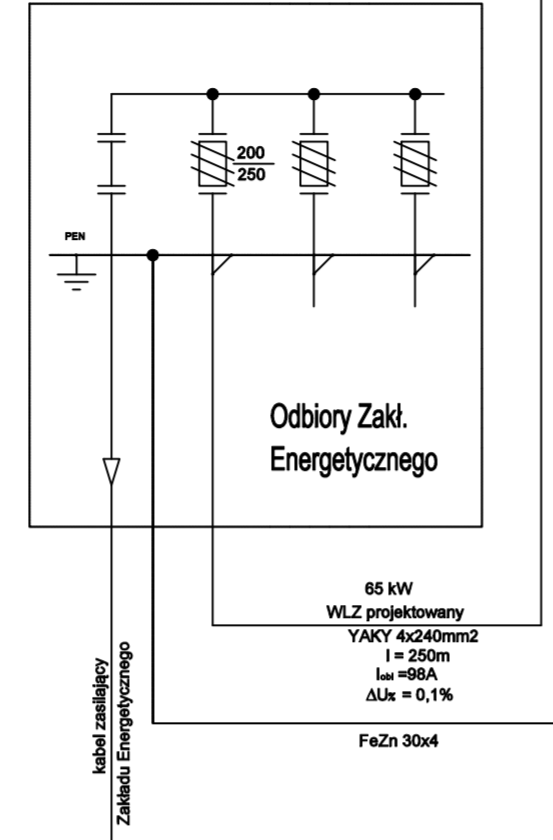 200
250
PEN
Odbiory Zakł.
Energetycznego
65 kW
WLZ projektowany
YAKY 4x240mm2
l = 250m
Iobl =98A
ΔU% = 0,1%
FeZn 30x4
kabel zasilający
Zakładu Energetycznego